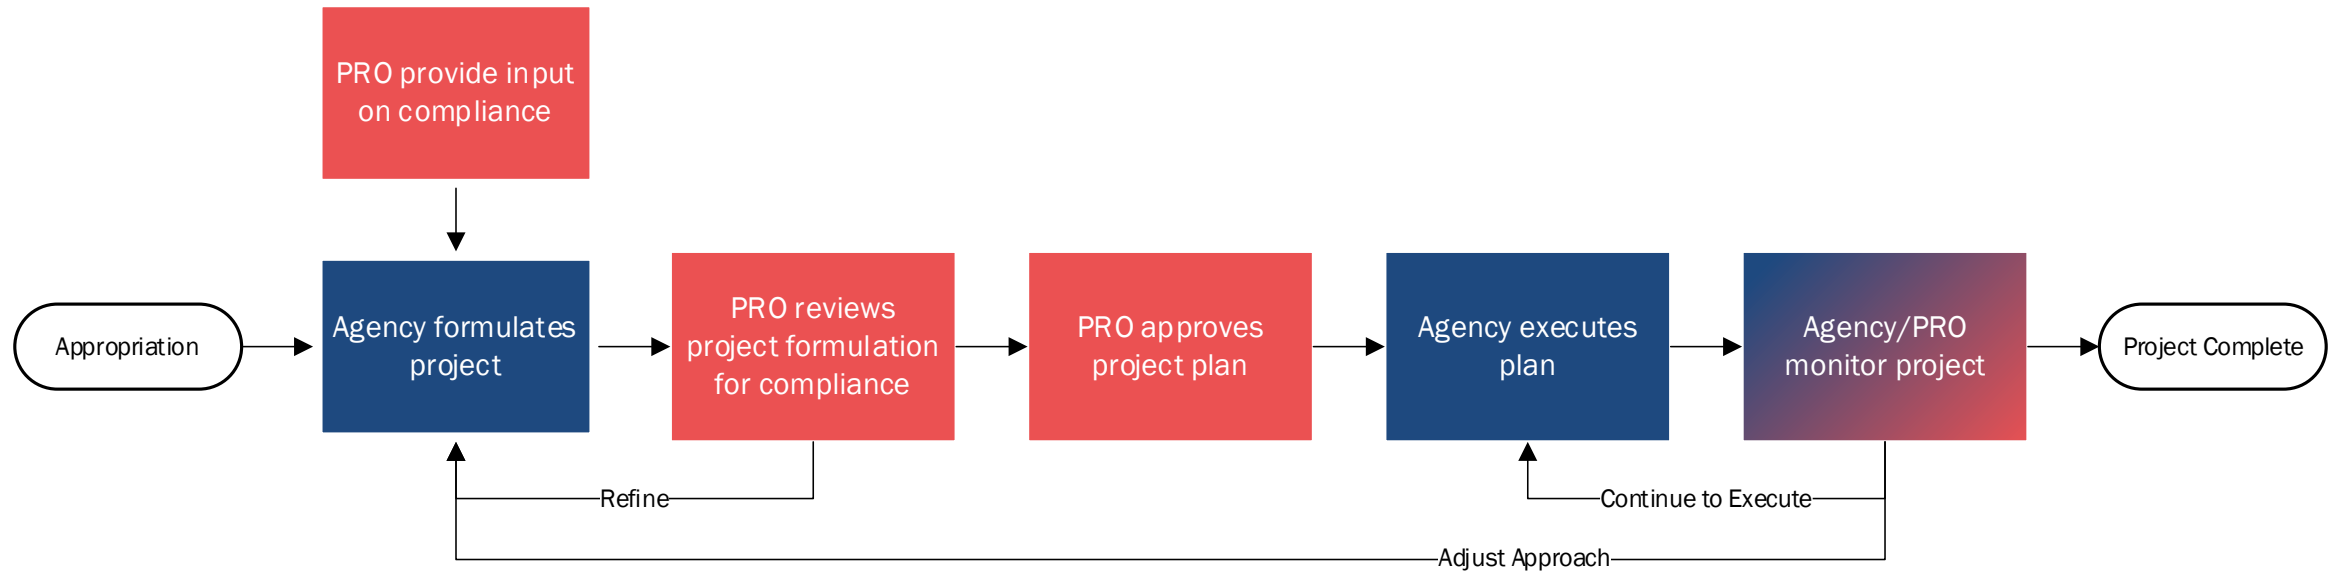 PRO provide input
on compliance
Appropriation
Agency formulates
project
PRO reviews
project formulation
for compliance
PRO approves
project plan
Agency executes
plan
Agency/PRO
monitor project
Project Complete
Refine
Continue to Execute
Adjust Approach